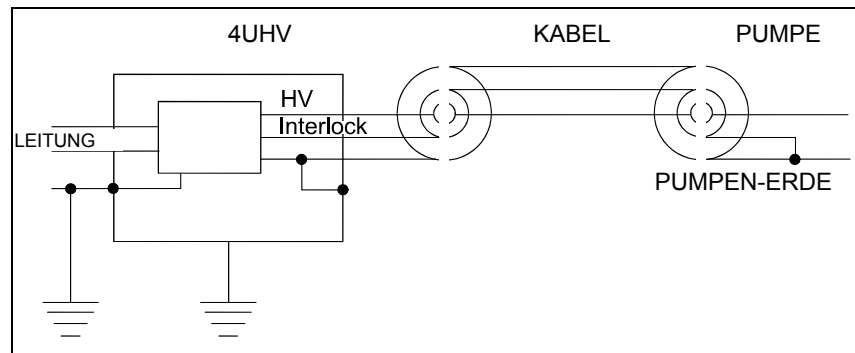 4UHV KABEL PUMPE
HV
Interlock
LEITUNG
PUMPEN-ERDE